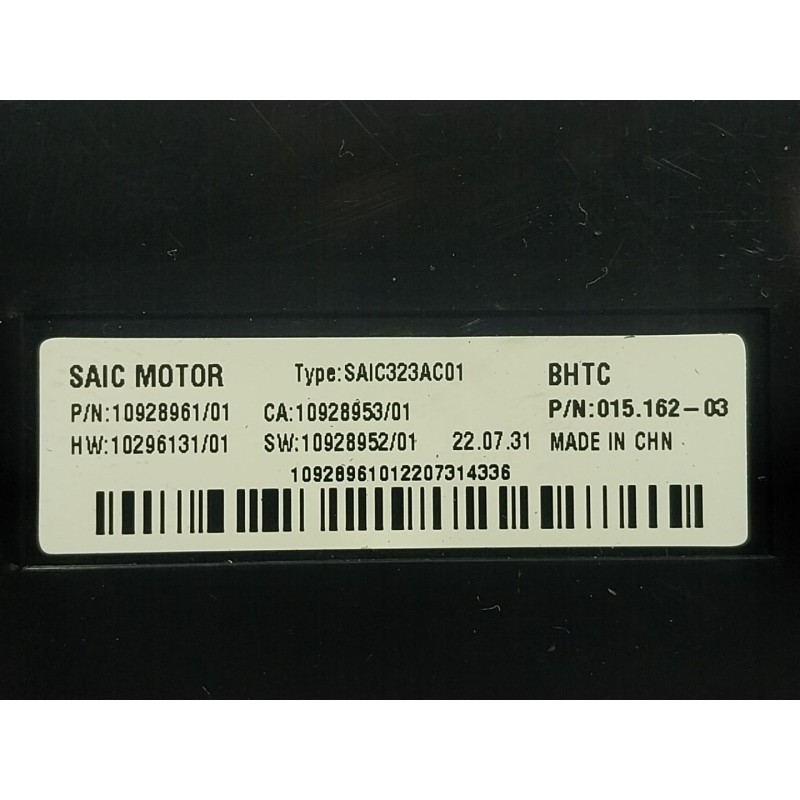 SAIC MOTOR Type:SAIC323AC01 BHTC
P/N:10928961/01 CA:10928953/01 P/N:015.162-03
HW:10296131/01 SW:10928952/01 22.07.31 MADE IN CHN
10928961012207314336